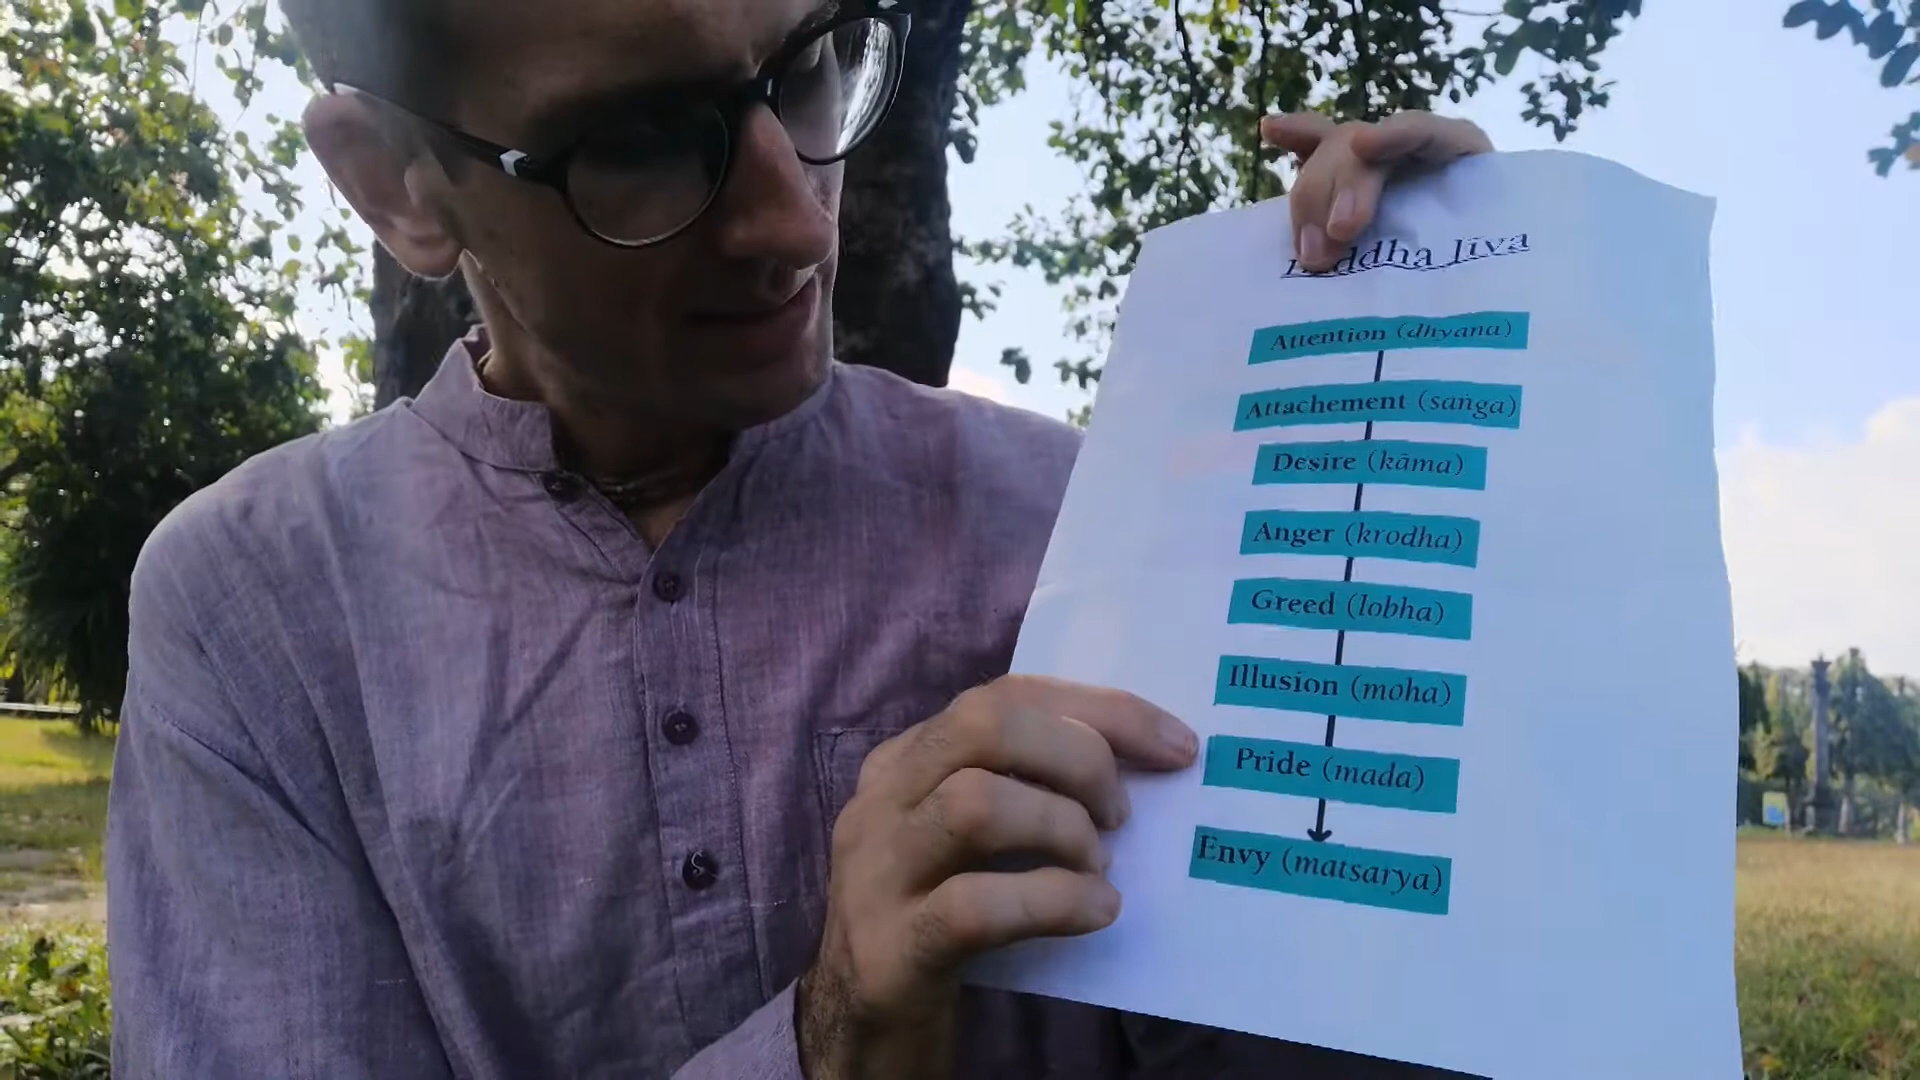 Jīva
Attention (dhyana)
Attachement (saṅga)
Desire (kāma)
Anger (krodha)
Greed (lobha)
Illusion (moha)
Pride (mada)
Envy (matsarya)